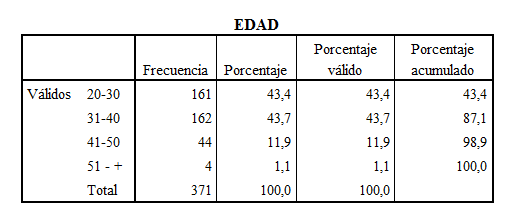 EDAD
Frecuencia Porcentaje Porcentaje válido Porcentaje acumulado
Válidos 20-30 161 43,4 43,4 43,4
31-40 162 43,7 43,7 87,1
41-50 44 11,9 11,9 98,9
51 - + 4 1,1 1,1 100,0
Total 371 100,0 100,0